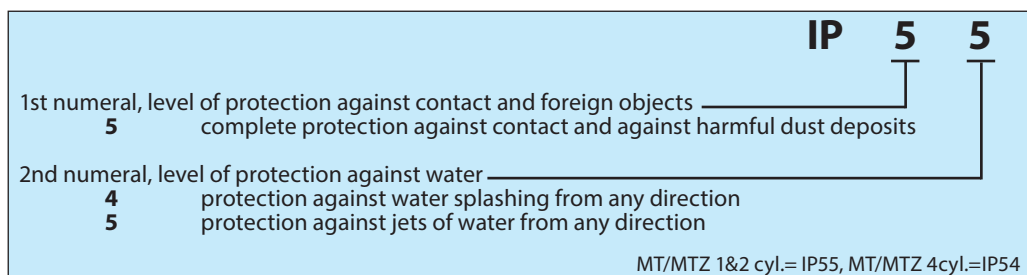 IP 5 5
1st numeral, level of protection against contact and foreign objects
5 complete protection against contact and against harmful dust deposits
2nd numeral, level of protection against water
4 protection against water splashing from any direction
5 protection against jets of water from any direction
MT/MTZ 1&2 cyl.= IP55, MT/MTZ 4cyl.=IP54